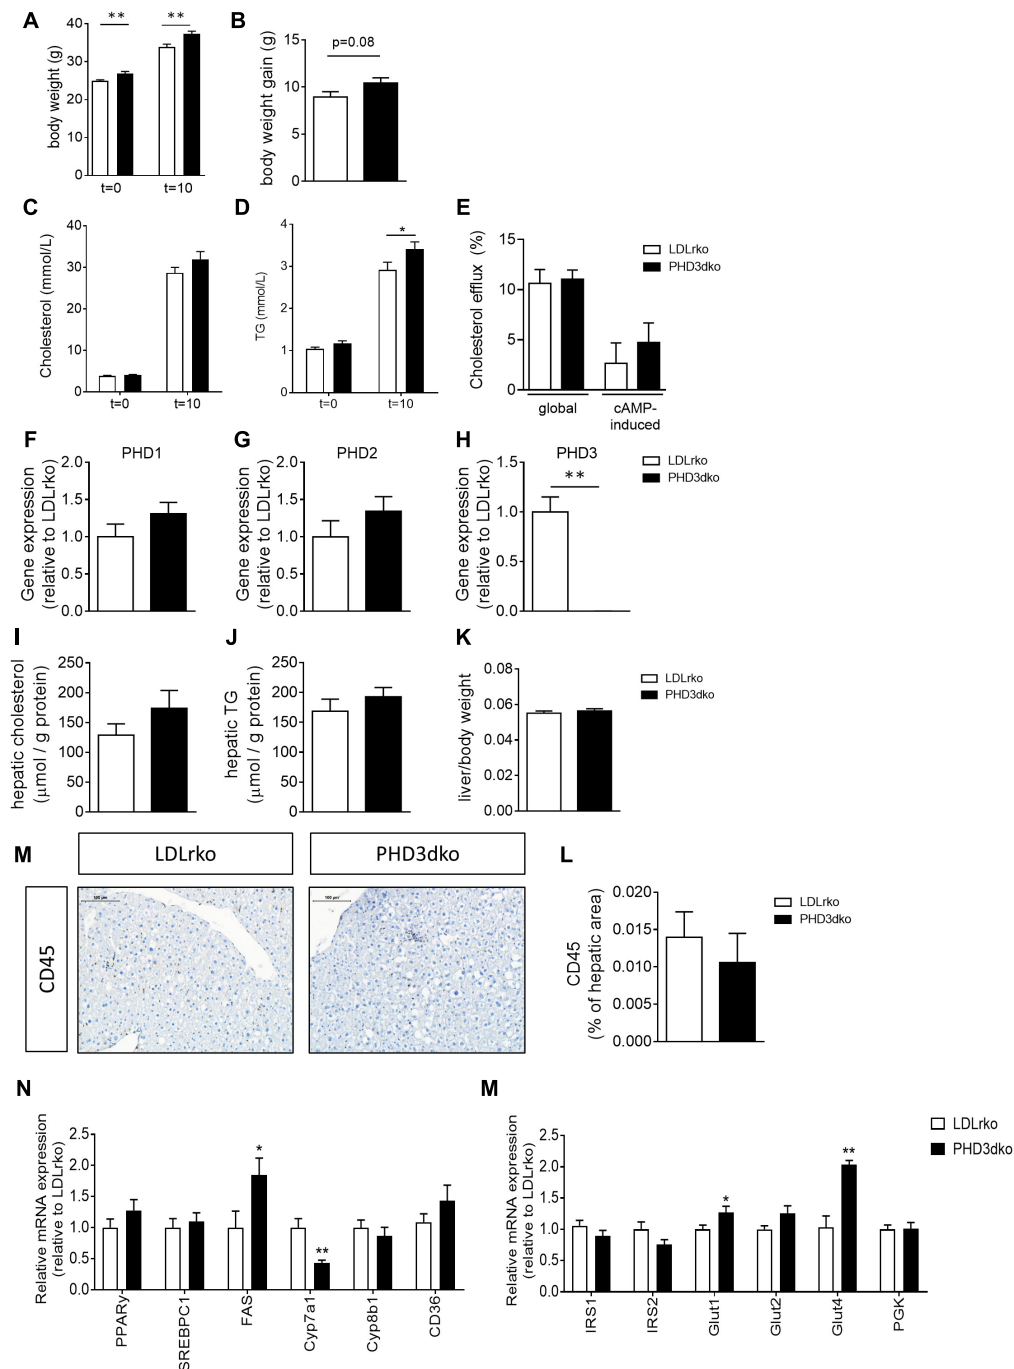 A
body weight (g)
40
30
20
10
0
**
**
t=0
t=10
B
body weight gain (g)
15
10
5
0
p=0.08
C
Cholesterol (mmol/L)
40
30
20
10
0
t=0
t=10
D
TG (mmol/L)
4
3
2
1
0
*
t=0
t=10
E
Cholesterol efflux (%)
15
10
5
0
global
cAMP-
induced
LDLrko
PHD3dko
F
PHD1
Gene expression
(relative to LDLrko)
2.0
1.5
1.0
0.5
0.0
G
PHD2
Gene expression
(relative to LDLrko)
2.0
1.5
1.0
0.5
0.0
H
PHD3
Gene expression
(relative to LDLrko)
1.5
1.0
0.5
0.0
**
LDLrko
PHD3dko
I
hepatic cholesterol
(μmol / g protein)
250
200
150
100
50
0
J
hepatic TG
(μmol / g protein)
250
200
150
100
50
0
K
liver/body weight
0.08
0.06
0.04
0.02
0.00
LDLrko
PHD3dko
M
LDLrko
PHD3dko
CD45
100 μm
100 μm
L
CD45
(% of hepatic area)
0.020
0.015
0.010
0.005
0.000
LDLrko
PHD3dko
N
Relative mRNA expression
(relative to LDLrko)
2.5
2.0
1.5
1.0
0.5
0.0
*
**
PPARy
SREBPC1
FAS
Cyp7a1
Cyp8b1
CD36
M
Relative mRNA expression
(relative to LDLrko)
2.5
2.0
1.5
1.0
0.5
0.0
*
**
IRS1
IRS2
Glut1
Glut2
Glut4
PGK
LDLrko
PHD3dko